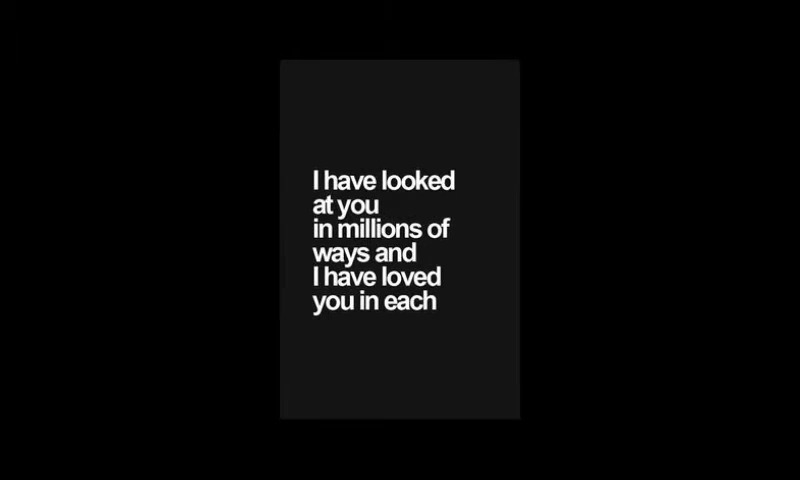 I have looked
at you
in millions of
ways and
I have loved
you in each